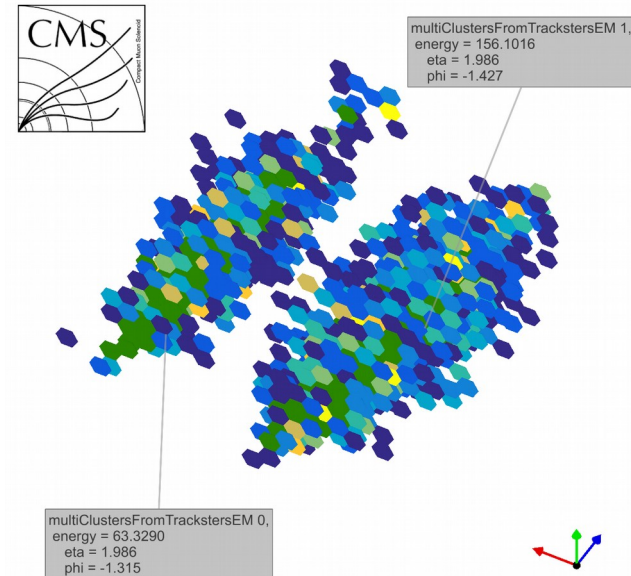 CMS
Compact Muon Solenoid
multiClustersFromTrackstersEM 1,
energy = 156.1016
eta = 1.986
phi = -1.427
multiClustersFromTrackstersEM 0,
energy = 63.3290
eta = 1.986
phi = -1.315